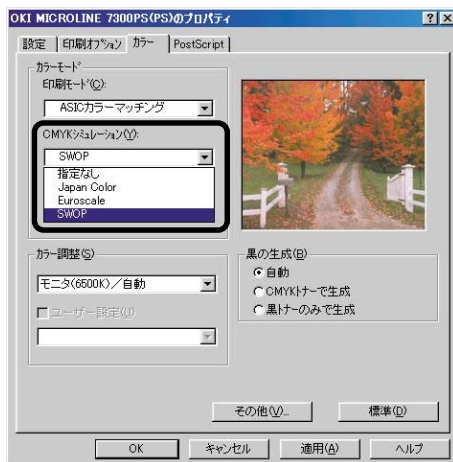 OKI MICROLINE 7300PS(PS)のプロパティ
設定 印刷オプション カラー PostScript
カラーモード
印刷モード(C):
ASICカラーマッチング
CMYKシミュレーション(Y):
SWOP
指定なし
Japan Color
Euroscale
SWOP
カラー調整(S)
モニタ(6500K)/自動
ユーザー設定(U)
黒の生成(B)
自動
CMYKトナーで生成
黒トナーのみで生成
その他(V)... 標準(D)
OK キャンセル 適用(A) ヘルプ